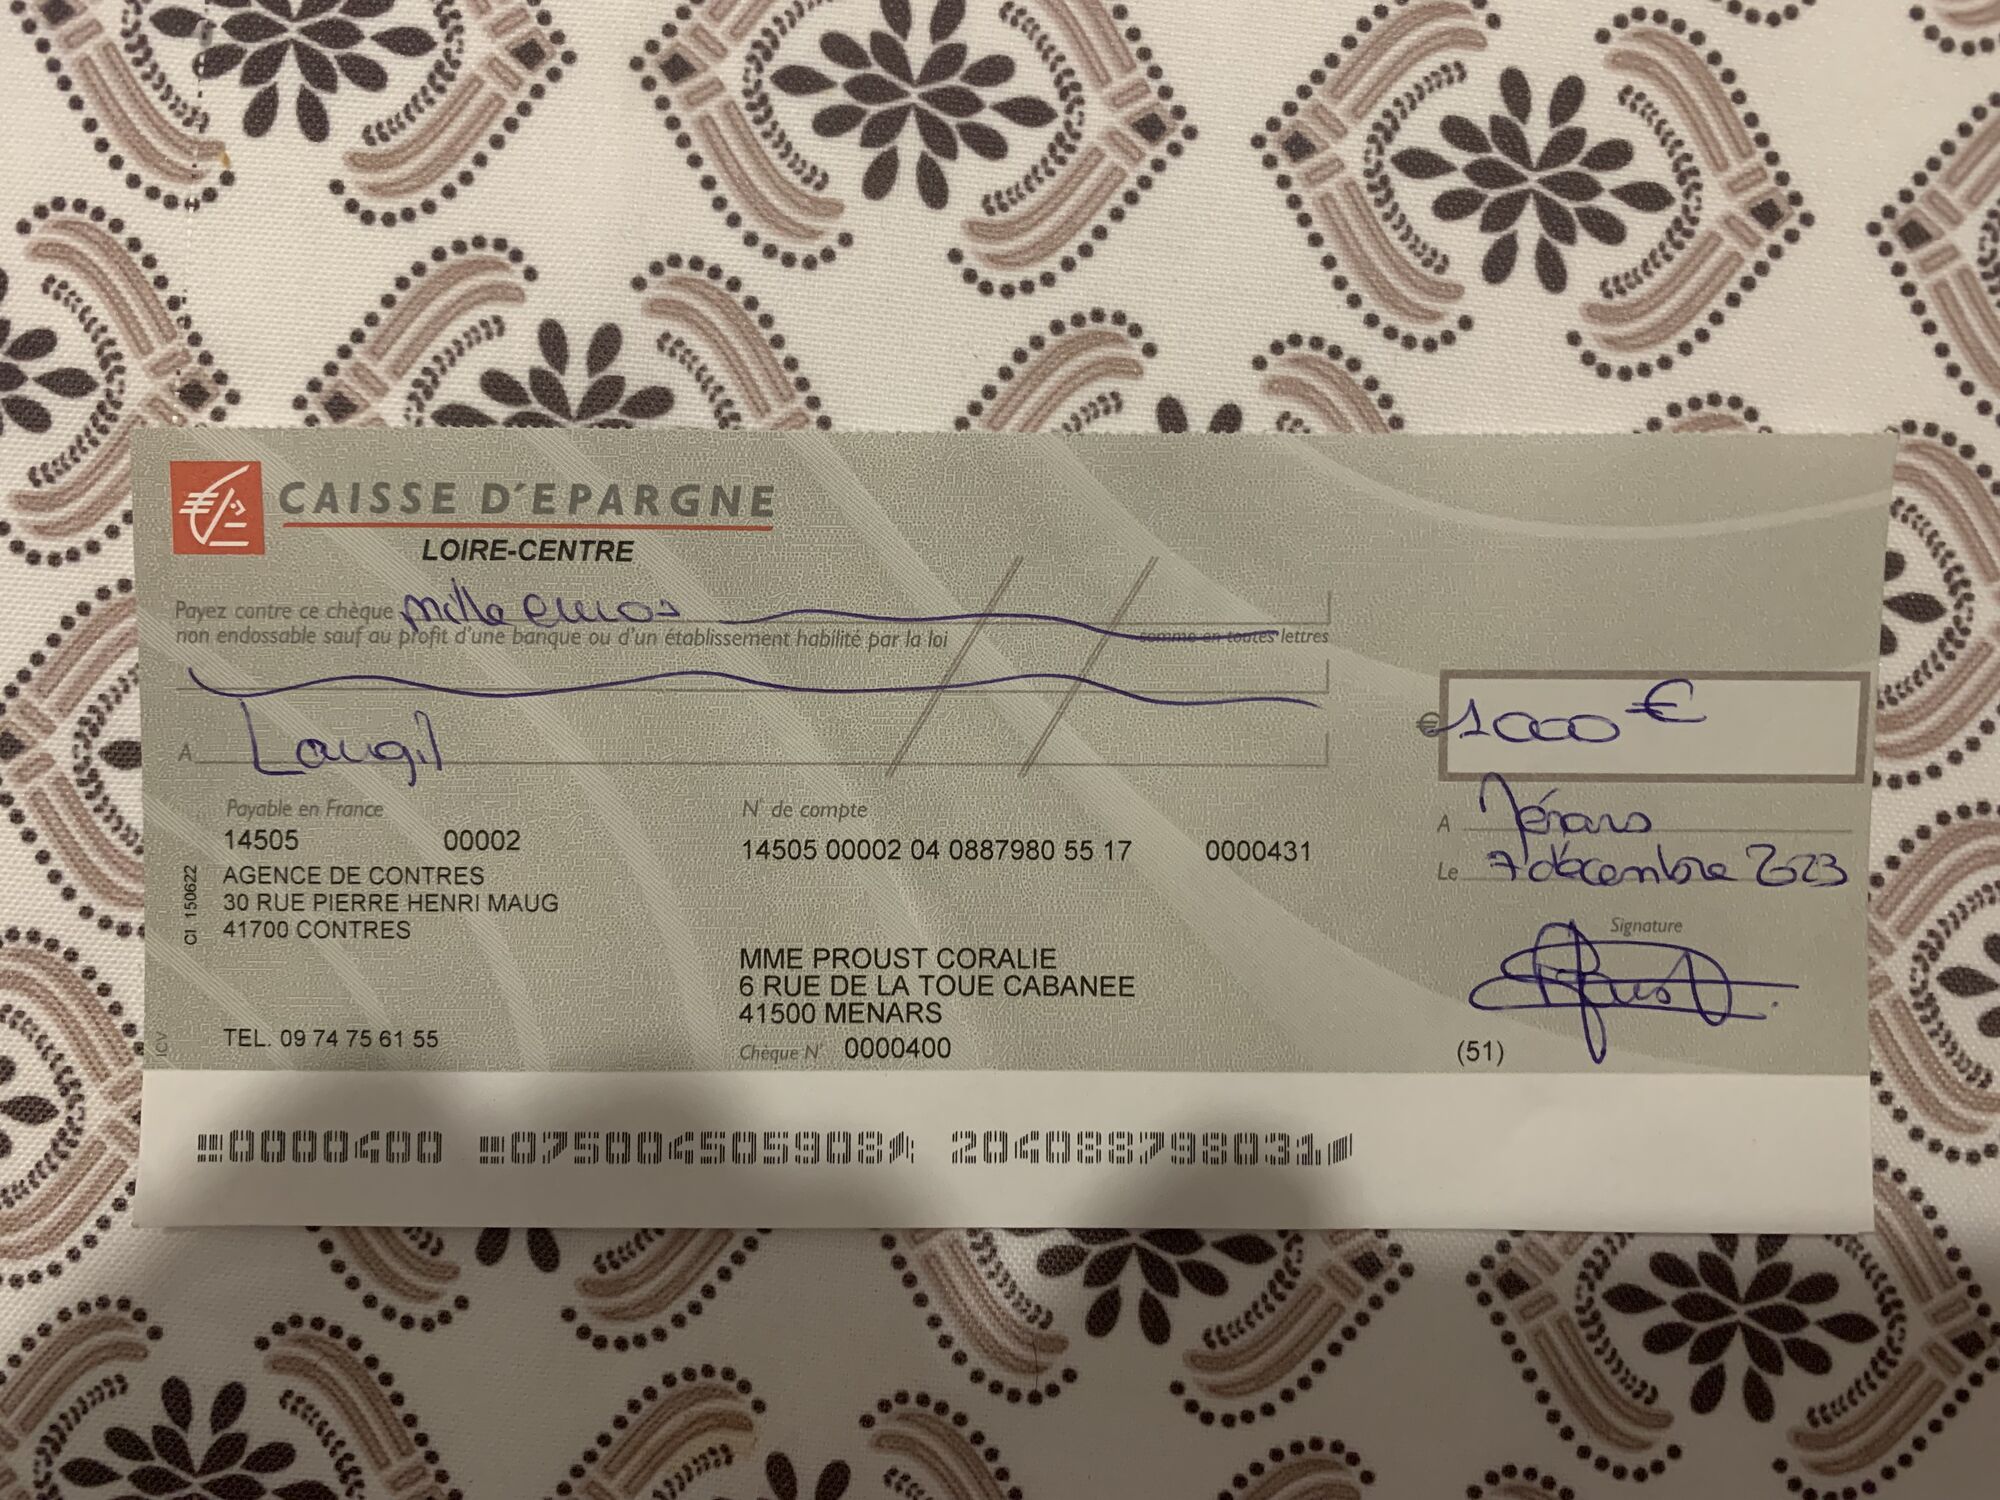 CAISSE D'EPARGNE
LOIRE-CENTRE
Payez contre ce chèque mille euros
non endossable sauf au profit d'une banque ou d'un établissement habilité par la loi
somme en toutes lettres
€ 1000 €
A Laugil
Payable en France
14505 00002
AGENCE DE CONTRES
30 RUE PIERRE HENRI MAUG
41700 CONTRES
TEL. 09 74 75 61 55
CI 150622
ICV
N° de compte
14505 00002 04 0887980 55 17 0000431
MME PROUST CORALIE
6 RUE DE LA TOUE CABANEE
41500 MENARS
Chèque N° 0000400
A Ménars
Le 7 décembre 2023
Signature
Proust
(51)
0000400 075004505908 204088798031